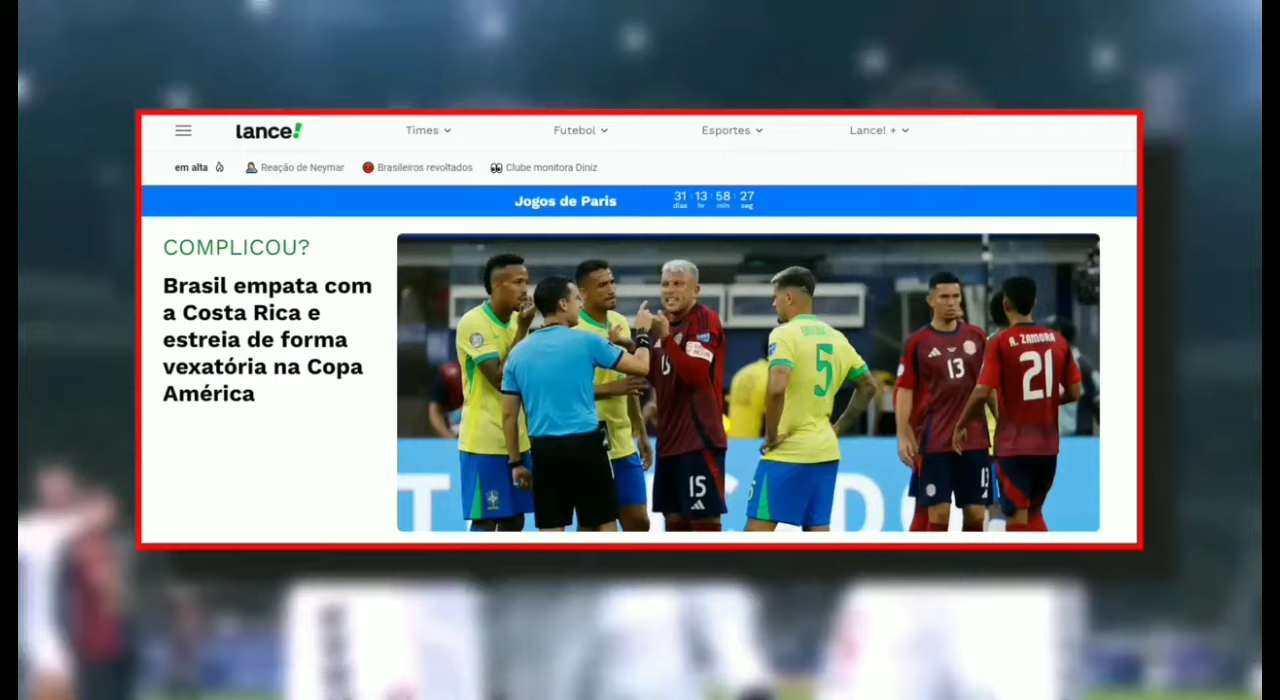 lance!
Times
Futebol
Esportes
Lance! +
em alta
Reação de Neymar
Brasileiros revoltados
Clube monitora Diniz
Jogos de Paris
31 : 13 : 58 : 27
dias hr min seg
COMPLICOU?
Brasil empata com
a Costa Rica e
estreia de forma
vexatória na Copa
América
5
13
A. ZAMORA
21
15
13